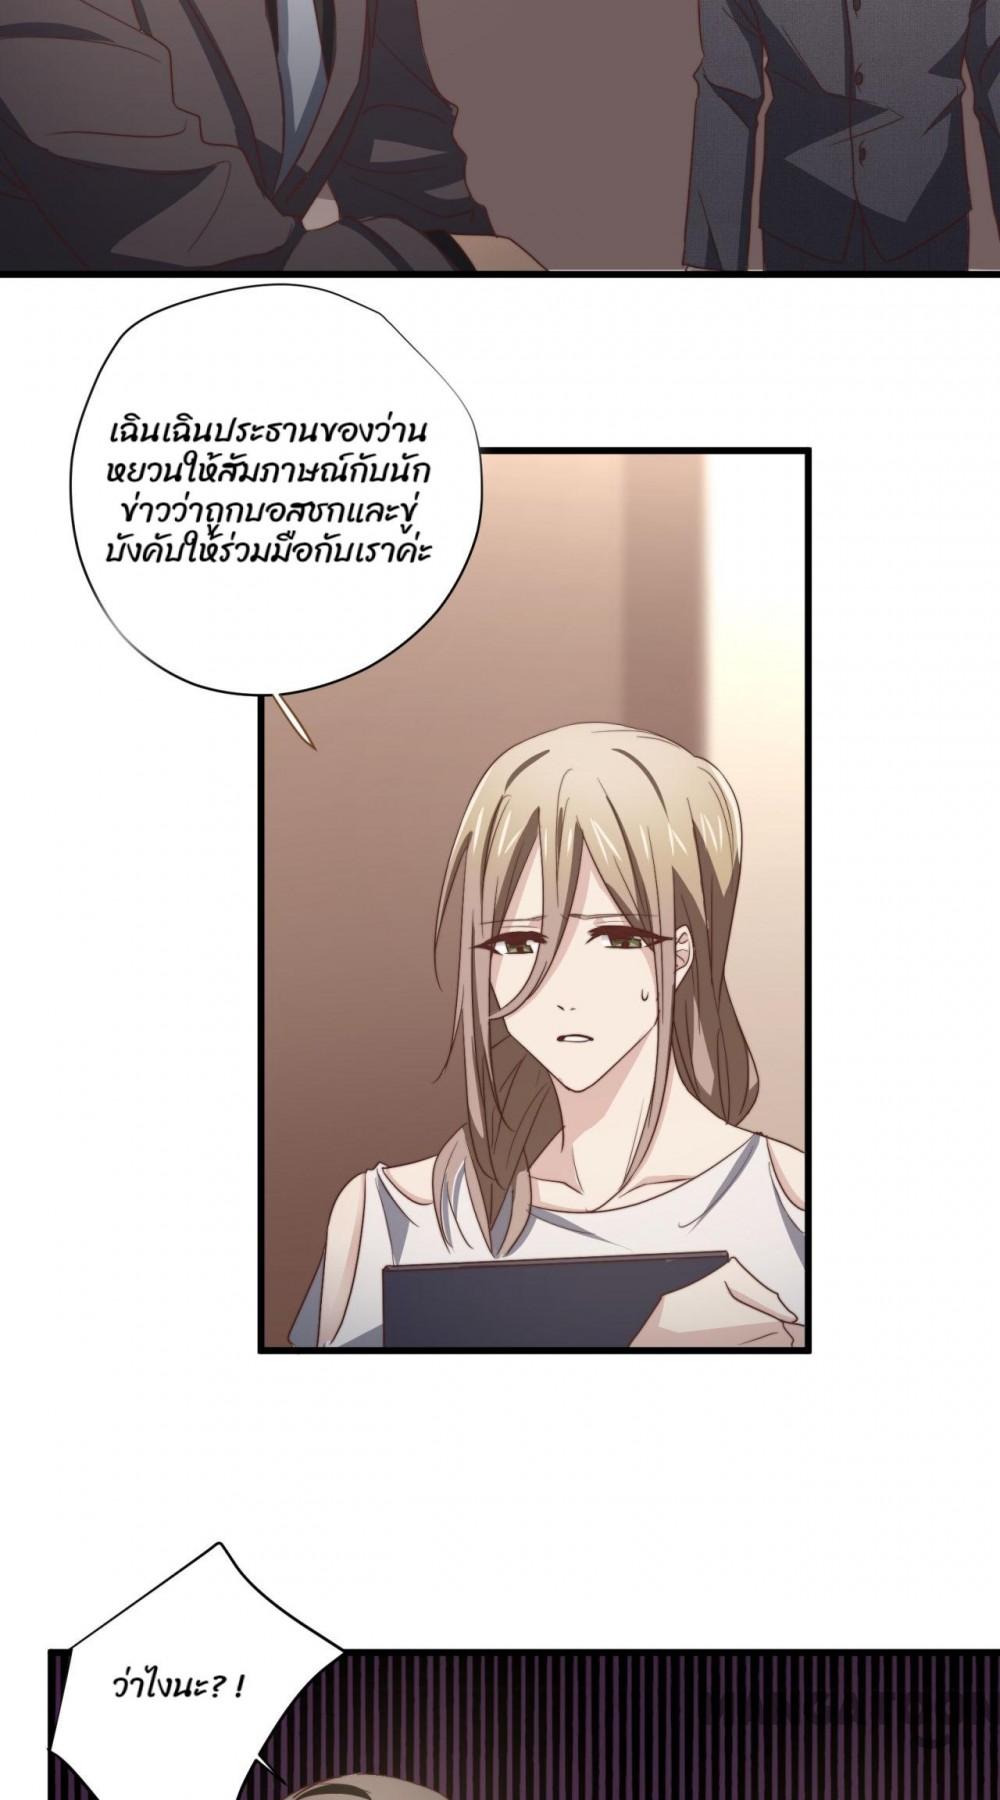 เฉินเฉินประธานของว่าน
หยวนให้สัมภาษณ์กับนัก
ข่าวว่าถูกบอสชกและขู่
บังคับให้ร่วมมือกับเราค่ะ
ว่าไงนะ?!
MANGATOON